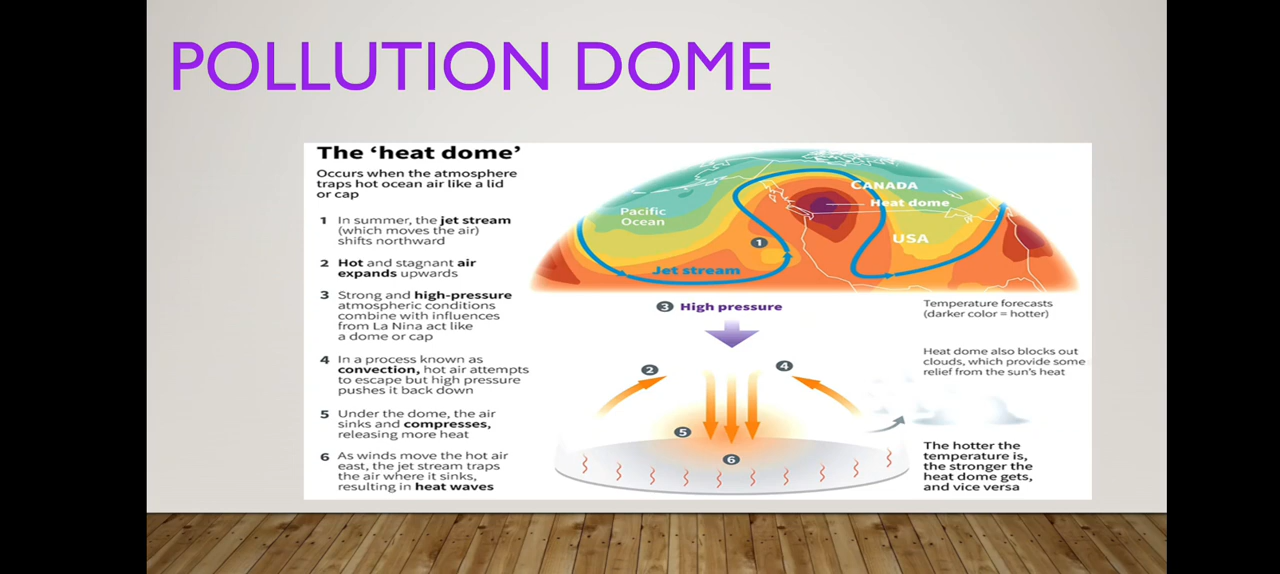 POLLUTION DOME
The ‘heat dome’
Occurs when the atmosphere
traps hot ocean air like a lid
or cap
1 In summer, the jet stream
(which moves the air)
shifts northward
2 Hot and stagnant air
expands upwards
3 Strong and high-pressure
atmospheric conditions
combine with influences
from La Nina act like
a dome or cap
4 In a process known as
convection, hot air attempts
to escape but high pressure
pushes it back down
5 Under the dome, the air
sinks and compresses,
releasing more heat
6 As winds move the hot air
east, the jet stream traps
the air where it sinks,
resulting in heat waves
CANADA
Heat dome
Pacific
Ocean
USA
1
Jet stream
3 High pressure
Temperature forecasts
(darker color = hotter)
Heat dome also blocks out
clouds, which provide some
relief from the sun's heat
2
4
5
6
The hotter the
temperature is,
the stronger the
heat dome gets,
and vice versa